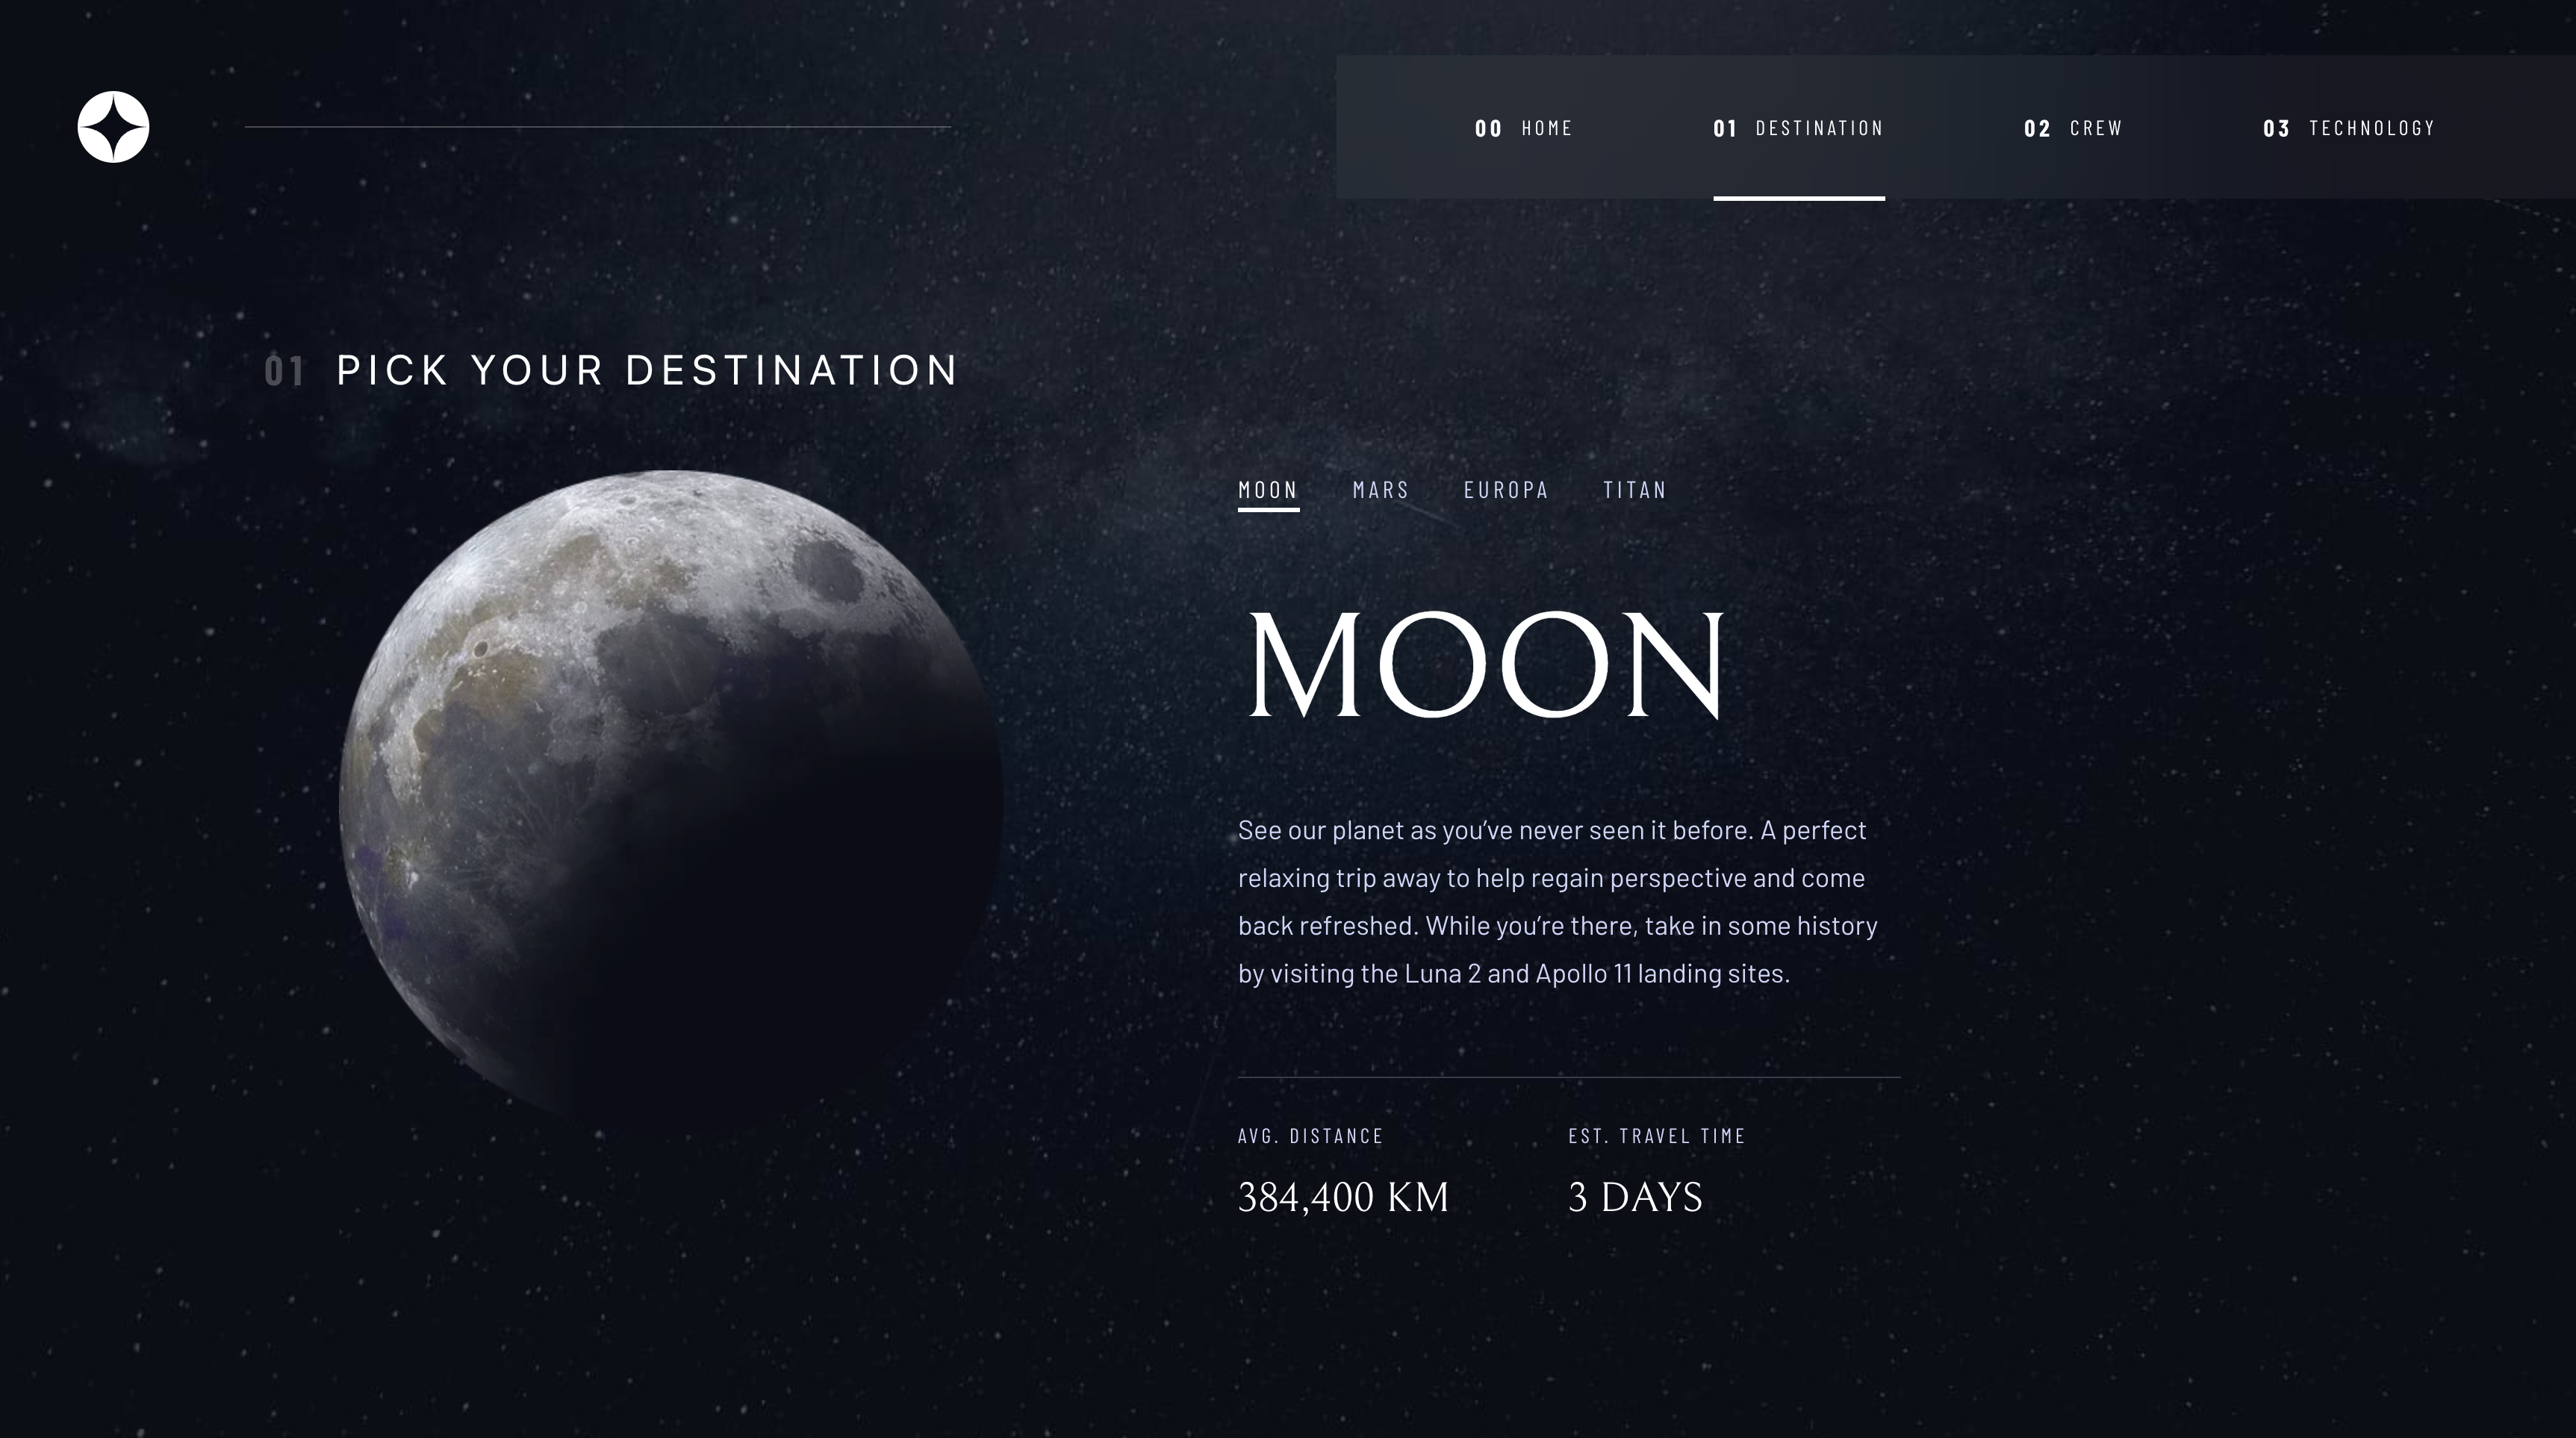 00 HOME 01 DESTINATION 02 CREW 03 TECHNOLOGY
01 PICK YOUR DESTINATION
MOON MARS EUROPA TITAN
MOON
See our planet as you’ve never seen it before. A perfect
relaxing trip away to help regain perspective and come
back refreshed. While you’re there, take in some history
by visiting the Luna 2 and Apollo 11 landing sites.
AVG. DISTANCE EST. TRAVEL TIME
384,400 KM 3 DAYS